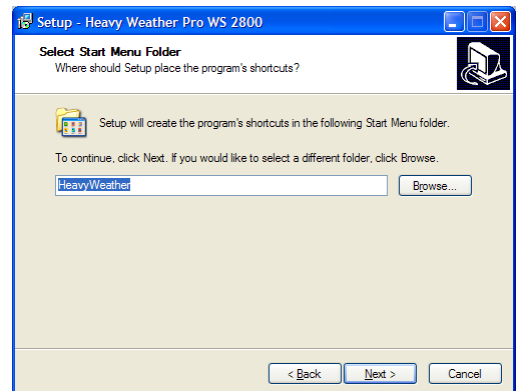 Setup - Heavy Weather Pro WS 2800
Select Start Menu Folder
Where should Setup place the program's shortcuts?
Setup will create the program's shortcuts in the following Start Menu folder.
To continue, click Next. If you would like to select a different folder, click Browse.
HeavyWeather
Browse...
< Back
Next >
Cancel